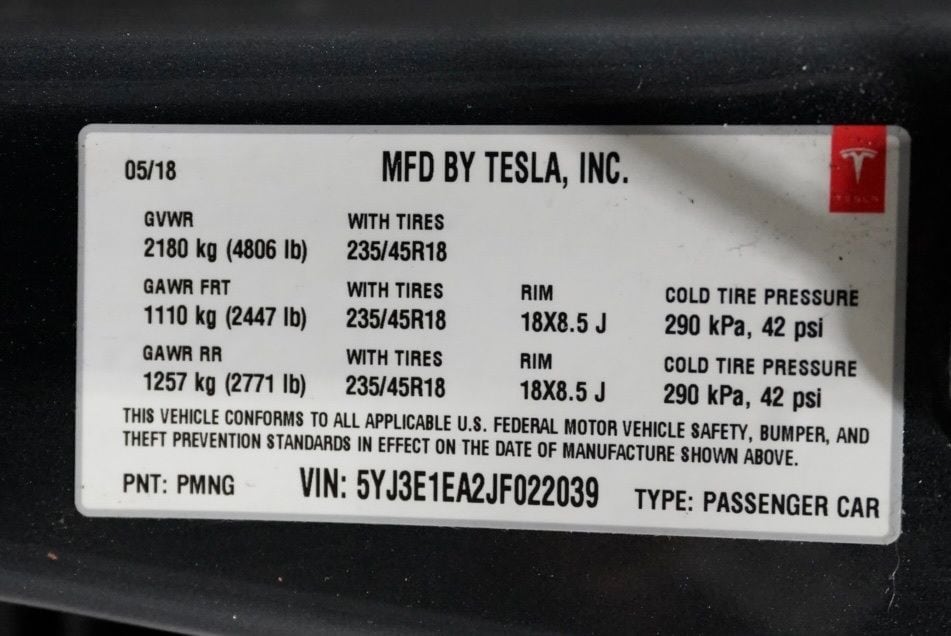 05/18 MFD BY TESLA, INC.
TESLA
GVWR WITH TIRES
2180 kg (4806 lb) 235/45R18
GAWR FRT WITH TIRES RIM COLD TIRE PRESSURE
1110 kg (2447 lb) 235/45R18 18X8.5 J 290 kPa, 42 psi
GAWR RR WITH TIRES RIM COLD TIRE PRESSURE
1257 kg (2771 lb) 235/45R18 18X8.5 J 290 kPa, 42 psi
THIS VEHICLE CONFORMS TO ALL APPLICABLE U.S. FEDERAL MOTOR VEHICLE SAFETY, BUMPER, AND
THEFT PREVENTION STANDARDS IN EFFECT ON THE DATE OF MANUFACTURE SHOWN ABOVE.
PNT: PMNG VIN: 5YJ3E1EA2JF022039 TYPE: PASSENGER CAR